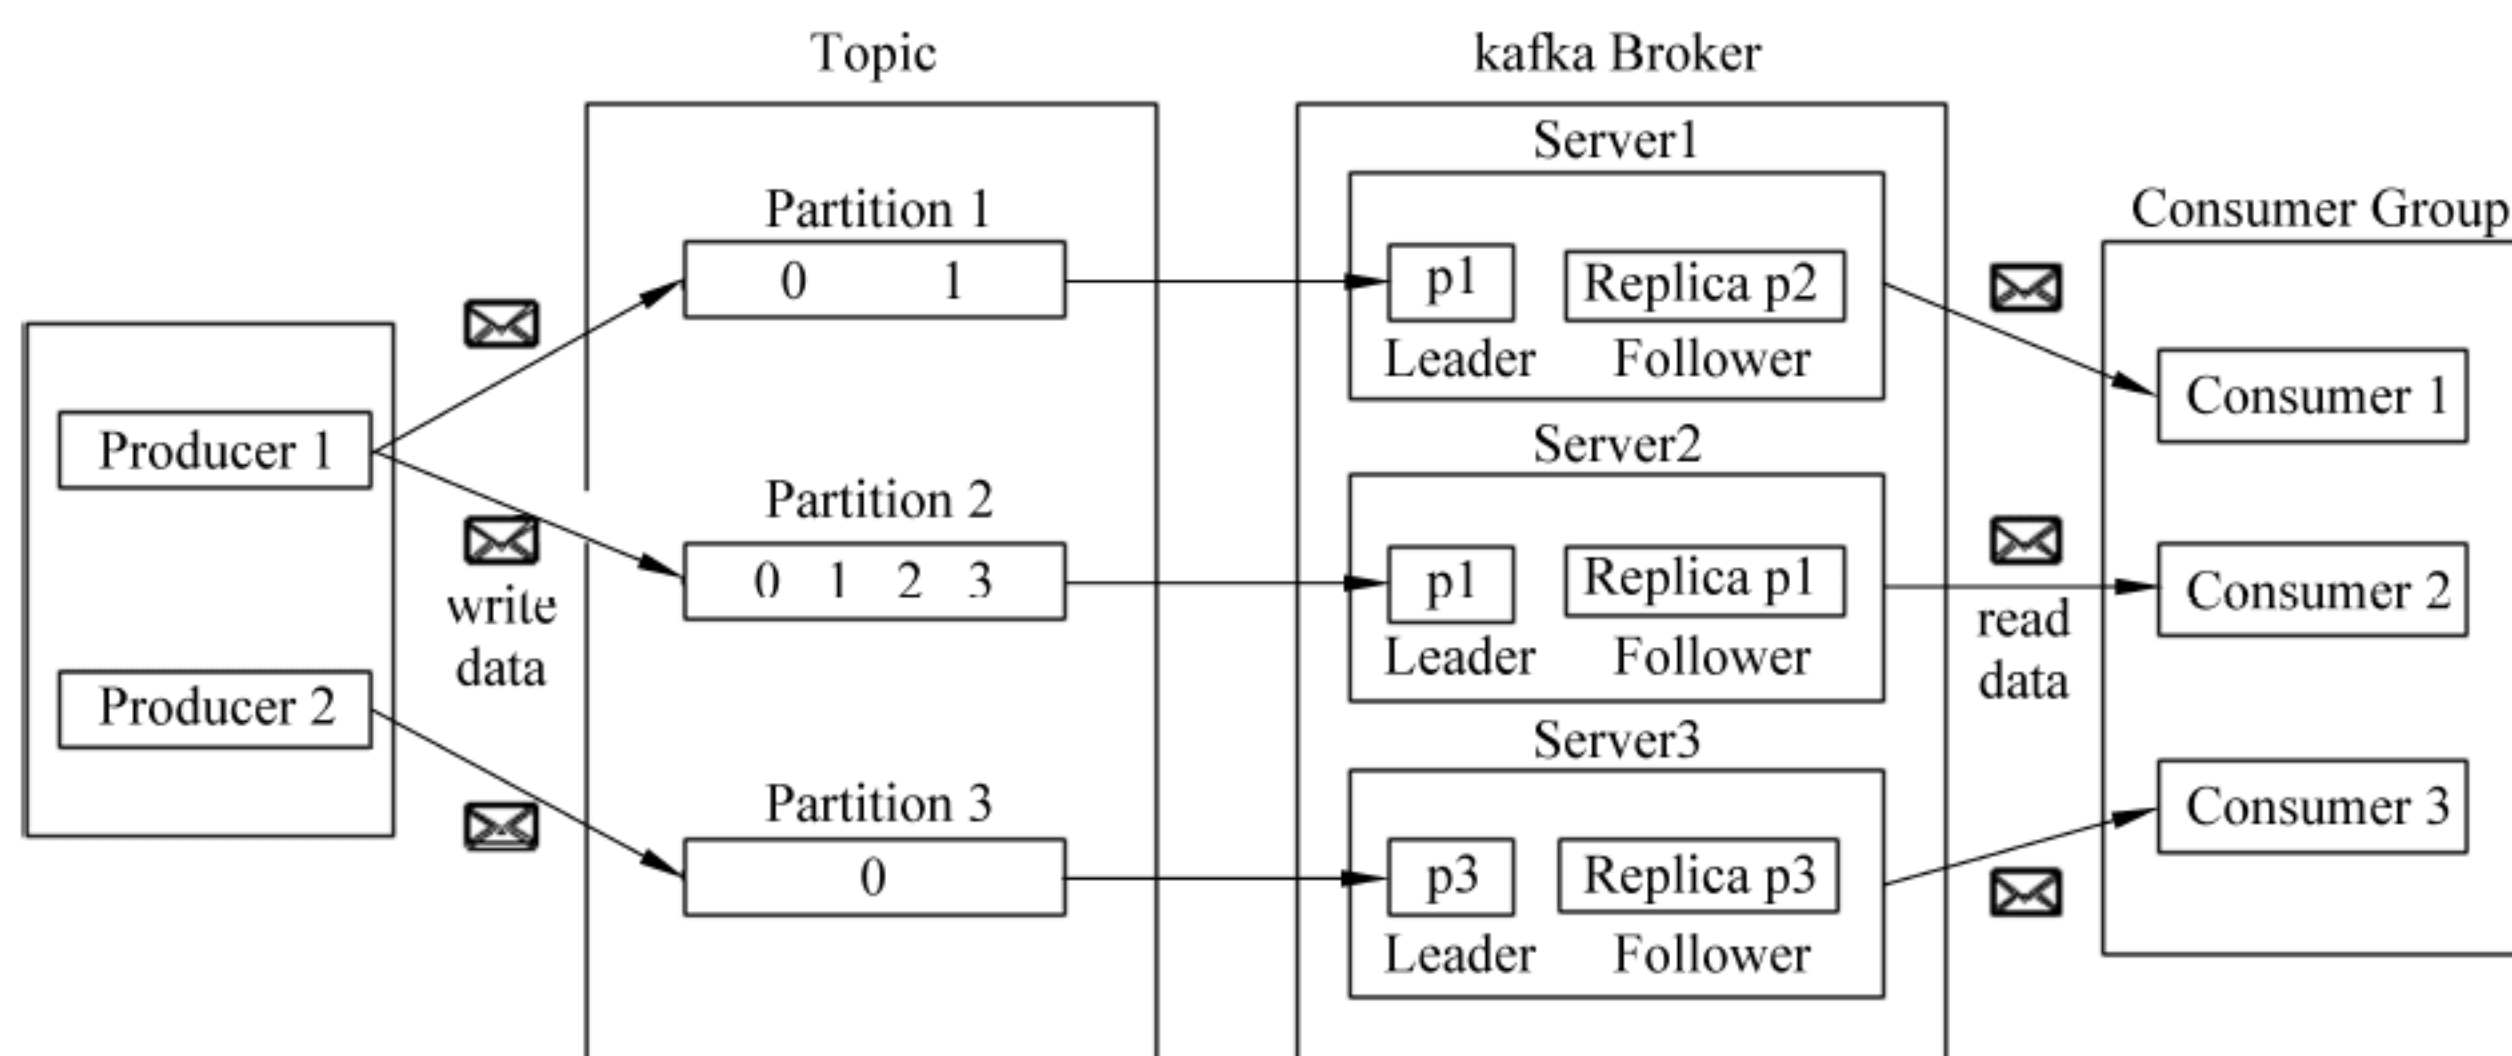 Topic
kafka Broker
Server1
Partition 1
0 1
p1
Replica p2
Leader
Follower
Consumer Group
Consumer 1
Producer 1
Server2
Partition 2
0 1 2 3
p1
Replica p1
Leader
Follower
Consumer 2
write
data
read
data
Producer 2
Server3
Partition 3
0
p3
Replica p3
Leader
Follower
Consumer 3